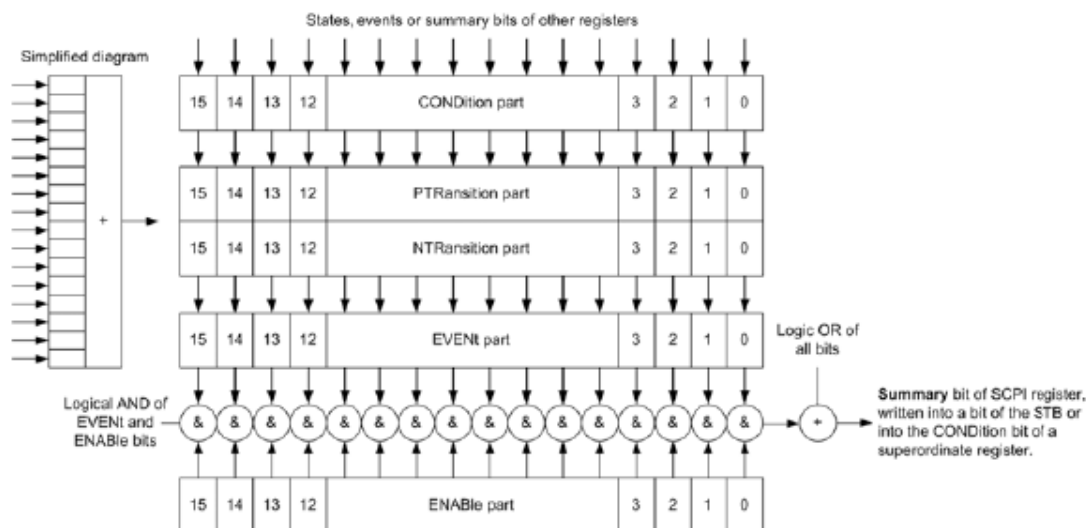 States, events or summary bits of other registers
Simplified diagram
15 14 13 12 CONDition part 3 2 1 0
15 14 13 12 PTRansition part 3 2 1 0
+
15 14 13 12 NTRansition part 3 2 1 0
15 14 13 12 EVENt part 3 2 1 0
Logic OR of
all bits
Logical AND of
EVENt and
ENABle bits
& & & & & & & & & & & & & & & &
+
Summary bit of SCPI register,
written into a bit of the STB or
into the CONDition bit of a
superordinate register.
15 14 13 12 ENABle part 3 2 1 0